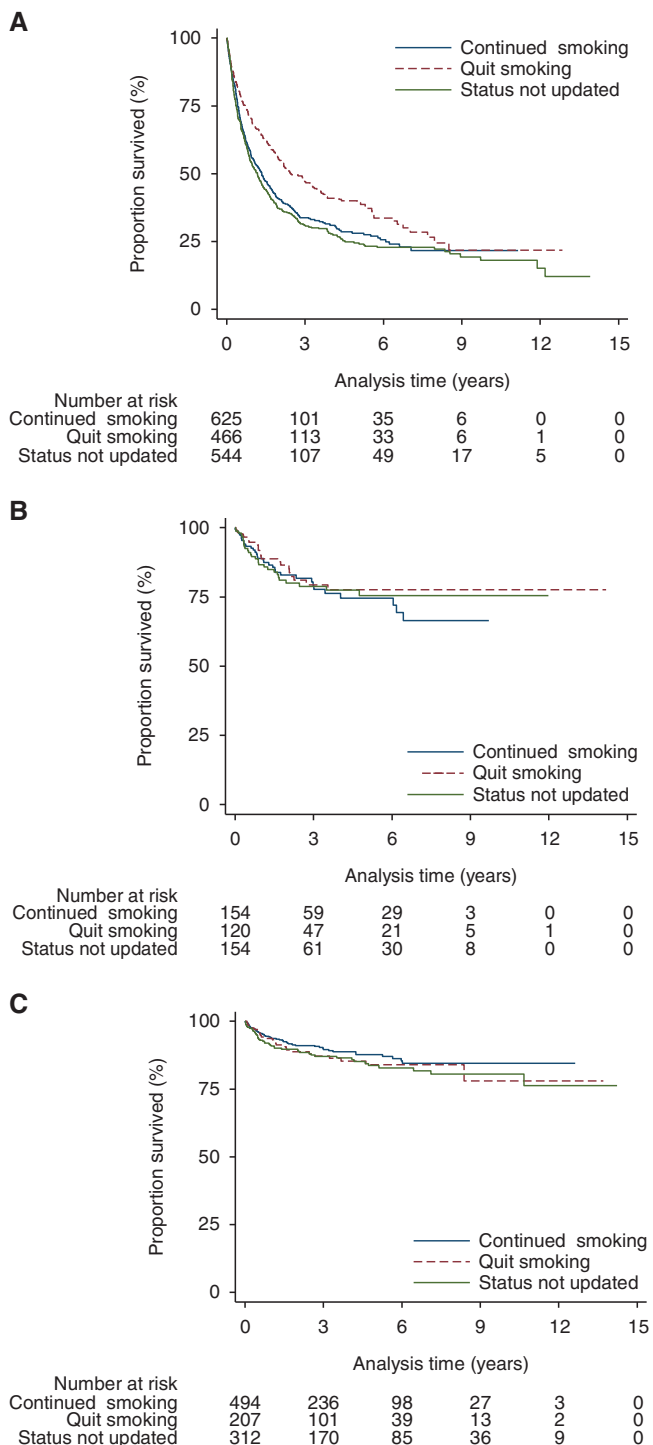 A
100
75
50
25
0
Proportion survived (%)
Continued smoking
Quit smoking
Status not updated
0 3 6 9 12 15
Analysis time (years)
Number at risk
Continued smoking 625 101 35 6 0 0
Quit smoking 466 113 33 6 1 0
Status not updated 544 107 49 17 5 0
B
100
75
50
25
0
Proportion survived (%)
Continued smoking
Quit smoking
Status not updated
0 3 6 9 12 15
Analysis time (years)
Number at risk
Continued smoking 154 59 29 3 0 0
Quit smoking 120 47 21 5 1 0
Status not updated 154 61 30 8 0 0
C
100
75
50
25
0
Proportion survived (%)
Continued smoking
Quit smoking
Status not updated
0 3 6 9 12 15
Analysis time (years)
Number at risk
Continued smoking 494 236 98 27 3 0
Quit smoking 207 101 39 13 2 0
Status not updated 312 170 85 36 9 0